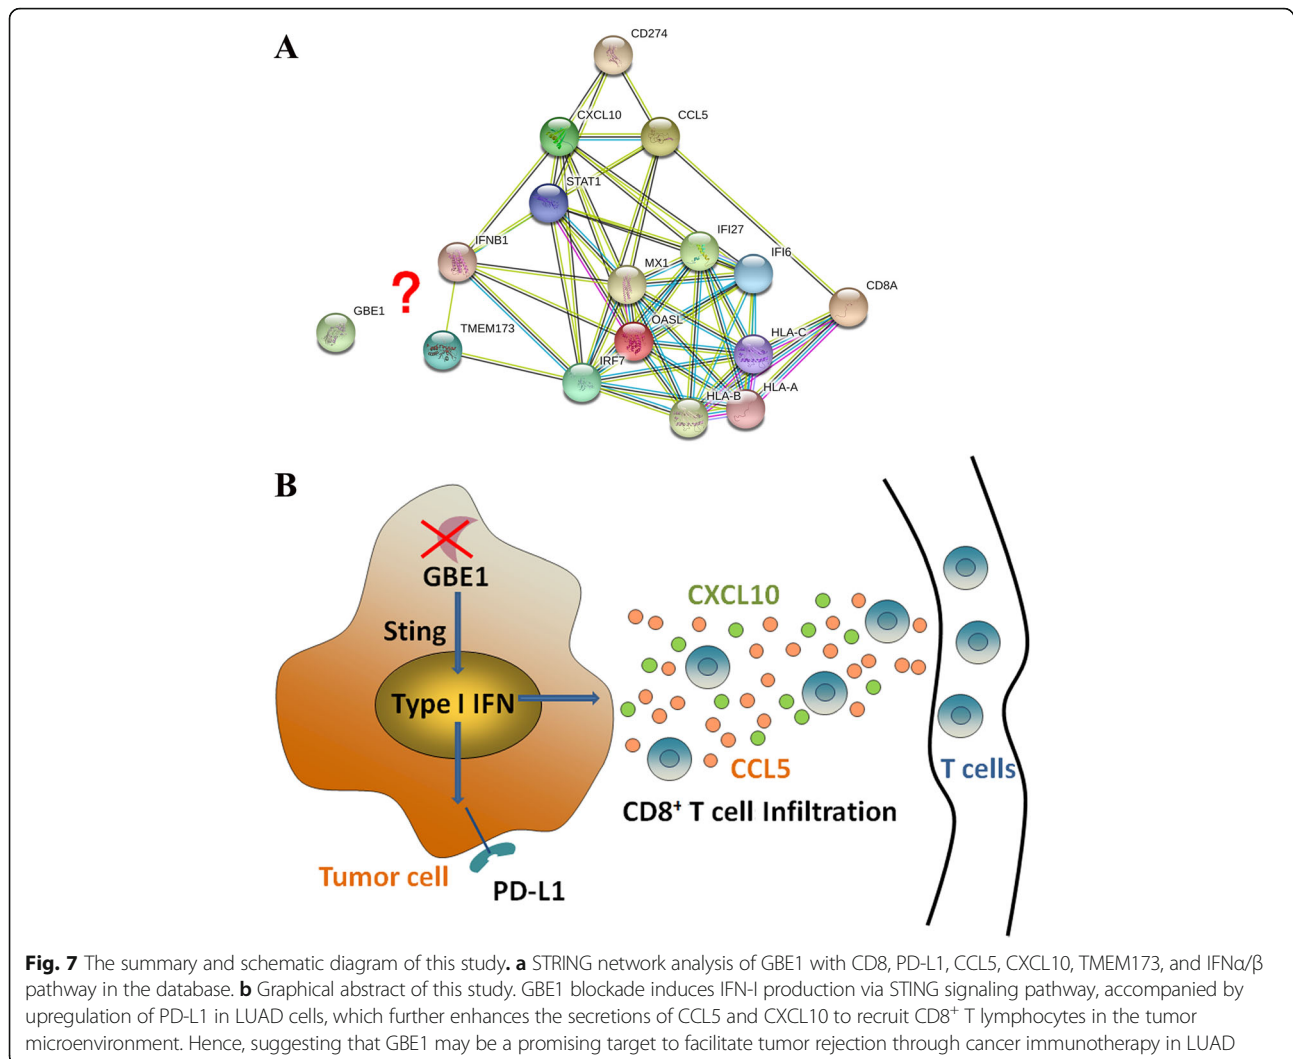 A
CD274
CXCL10
CCL5
STAT1
IFI27
IFNB1
IFI6
MX1
CD8A
?
GBE1
OASL
TMEM173
HLA-C
IRF7
HLA-A
HLA-B
B
GBE1
CXCL10
Sting
Type I IFN
CCL5
T cells
CD8⁺ T cell Infiltration
Tumor cell
PD-L1
Fig. 7 The summary and schematic diagram of this study. a STRING network analysis of GBE1 with CD8, PD-L1, CCL5, CXCL10, TMEM173, and IFNα/β
pathway in the database. b Graphical abstract of this study. GBE1 blockade induces IFN-I production via STING signaling pathway, accompanied by
upregulation of PD-L1 in LUAD cells, which further enhances the secretions of CCL5 and CXCL10 to recruit CD8⁺ T lymphocytes in the tumor
microenvironment. Hence, suggesting that GBE1 may be a promising target to facilitate tumor rejection through cancer immunotherapy in LUAD